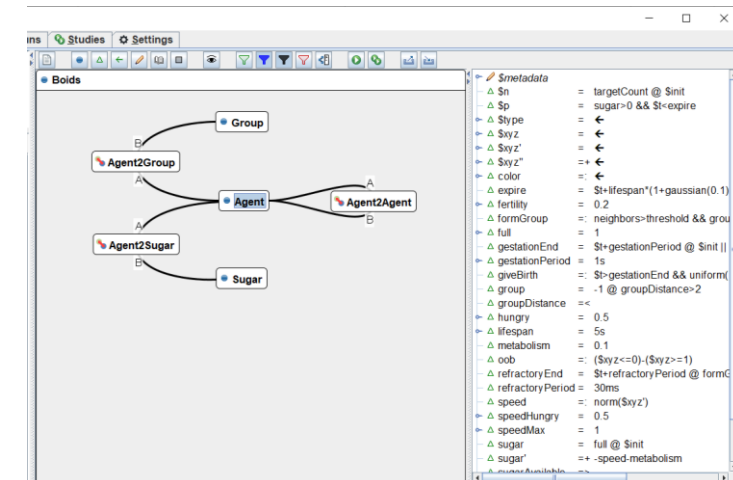 ns
Studies
Settings
Boids
Group
B
Agent2Group
A
Agent
A
Agent2Agent
B
A
Agent2Sugar
B
Sugar
$metadata
$n = targetCount @ $init
$p = sugar>0 && $t<expire
$type = ←
$xyz = ←
$xyz' = ←
$xyz'' =+ ←
color =: ←
expire = $t+lifespan*(1+gaussian(0.1)
fertility = 0.2
formGroup =: neighbors>threshold && grou
full = 1
gestationEnd = $t+gestationPeriod @ $init ||
gestationPeriod = 1s
giveBirth =: $t>gestationEnd && uniform(
group = -1 @ groupDistance>2
groupDistance =<
hungry = 0.5
lifespan = 5s
metabolism = 0.1
oob =: ($xyz<=0)-($xyz>=1)
refractoryEnd = $t+refractoryPeriod @ formG
refractoryPeriod = 30ms
speed =: norm($xyz')
speedHungry = 0.5
speedMax = 1
sugar = full @ $init
sugar' =+ -speed-metabolism
sugarAvailable =>